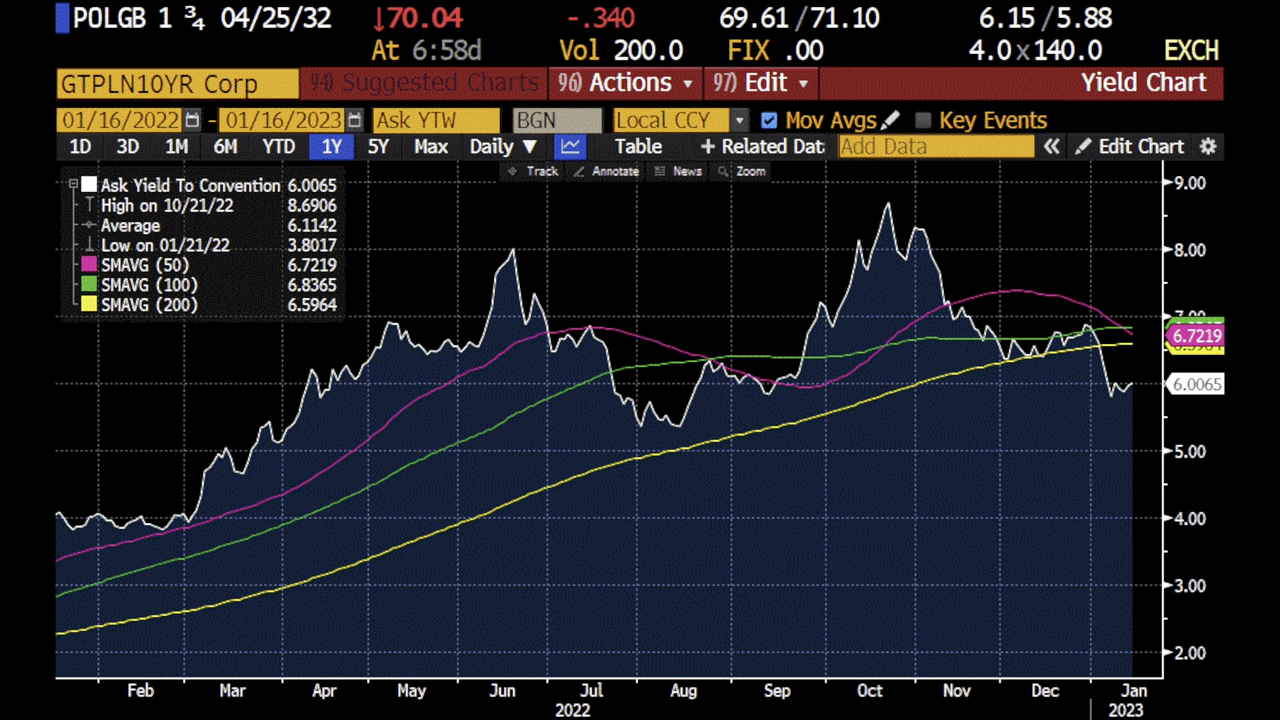 POLGB 1 ¾ 04/25/32 ↓70.04 -.340 69.61/71.10 6.15/5.88
At 6:58d Vol 200.0 FIX .00 4.0x140.0 EXCH
GTPLN10YR Corp 94) Suggested Charts 96) Actions 97) Edit Yield Chart
01/16/2022 - 01/16/2023 Ask YTW BGN Local CCY Mov Avgs Key Events
1D 3D 1M 6M YTD 1Y 5Y Max Daily ▼ Table + Related Dat Add Data « Edit Chart
Track Annotate News Zoom
Ask Yield To Convention 6.0065
High on 10/21/22 8.6906
Average 6.1142
Low on 01/21/22 3.8017
SMAVG (50) 6.7219
SMAVG (100) 6.8365
SMAVG (200) 6.5964
9.00
8.00
7.00
6.7219
6.0065
5.00
4.00
3.00
2.00
Feb Mar Apr May Jun Jul Aug Sep Oct Nov Dec Jan
2022 2023